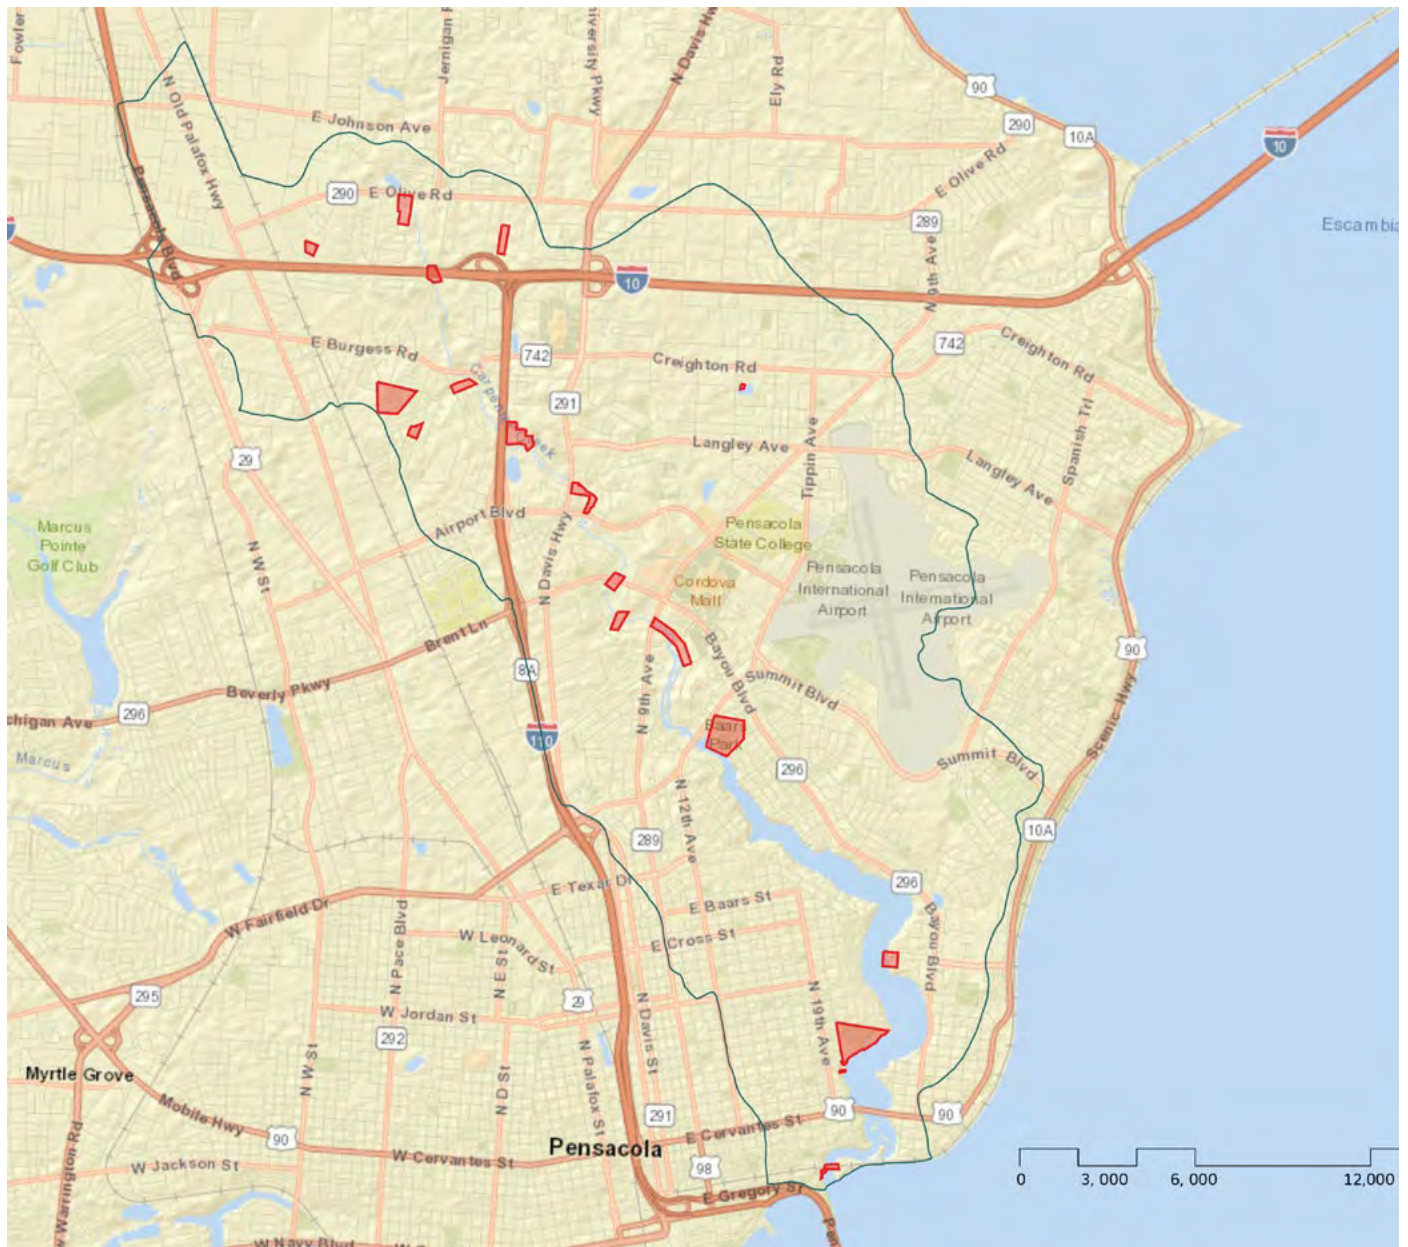 Fowler
Jernigan
N Davis Hw
90
N Old Palafox Hwy
E Johnson Ave
University Pkwy
Ely Rd
290
10A
10
E Olive Rd
290
E Olive Rd
289
Escambia
Pensacola Blvd
N 9th Ave
10
E Burgess Rd
742
Creighton Rd
742
Creighton Rd
291
Langley Ave
Tippin Ave
Spanish Trl
29
Langley Ave
Airport Blvd
Marcus
Pointe
Golf Club
N W St
N Davis Hwy
Pensacola
State College
Pensacola
International
Airport
Pensacola
International
Airport
Cordova
Mall
Brent Ln
90
8A
Bayou Blvd
Summit Blvd
Beverly Pkwy
N 9th Ave
296
chigan Ave
110
Baars
Park
Scenic Hwy
Marcus
296
Summit Blvd
N 12th Ave
289
10A
E Texar Dr
296
E Baars St
W Fairfield Dr
N Pace Blvd
W Leonard St
E Cross St
Bayou Blvd
N E St
295
29
N 19th Ave
W Jordan St
N Davis St
292
Myrtle Grove
N W St
N D St
N Palafox St
Mobile Hwy
90
291
90
90
E Cervantes St
Pensacola
W Cervantes St
W Jackson St
98
0
3,000
6,000
12,000
w Warrington Rd
E Gregory St
Pen
W Navy Blvd